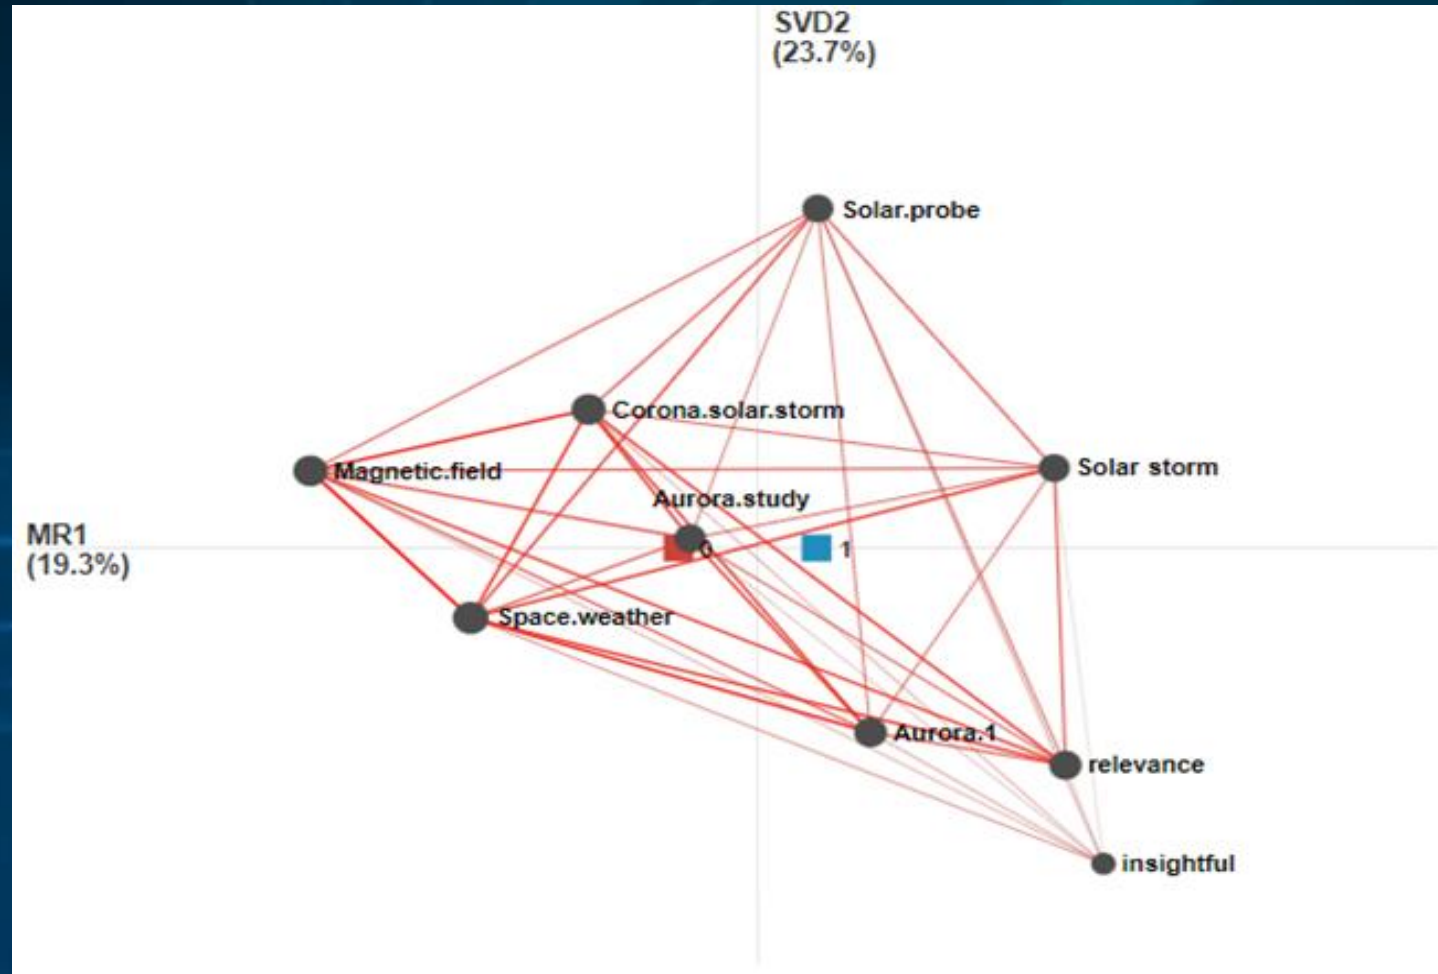 SVD2
(23.7%)
Solar.probe
Corona.solar.storm
Magnetic.field
Solar storm
Aurora.study
MR1
(19.3%)
0
1
Space.weather
Aurora.1
relevance
insightful